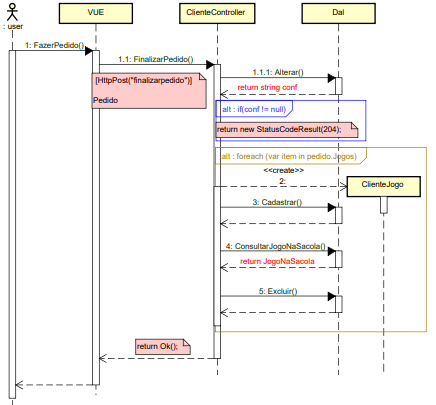 : user
VUE
ClienteController
Dal
1: FazerPedido()
1.1: FinalizarPedido()
[HttpPost("finalizarpedido")]
Pedido
1.1.1: Alterar()
return string conf
alt : if(conf != null)
return new StatusCodeResult(204);
alt : foreach (var item in pedido.Jogos)
<<create>>
2:
ClienteJogo
3: Cadastrar()
4: ConsultarJogoNaSacola()
return JogoNaSacola
5: Excluir()
return Ok();